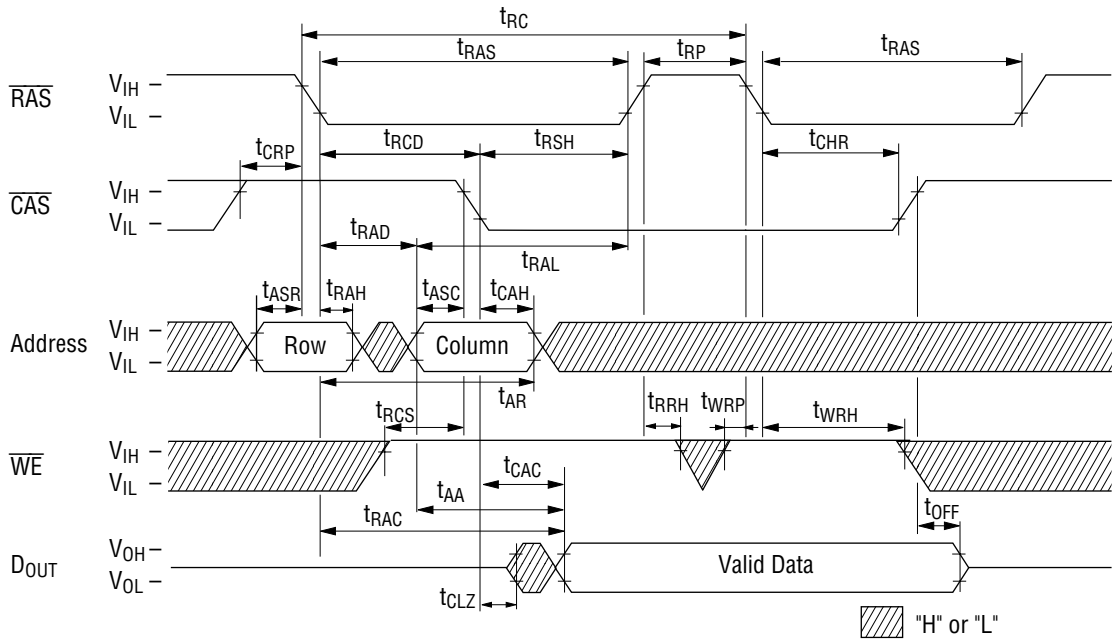 tRC
tRAS tRP tRAS
RAS VIH
VIL
tRCD tRSH tCHR
tCRP
CAS VIH
VIL
tRAD
tRAL
tASR tRAH tASC tCAH
Address VIH
VIL
Row Column
tAR
tRCS tRRH tWRP tWRH
WE VIH
VIL
tCAC
tAA
tRAC tOFF
DOUT VOH
VOL
Valid Data
tCLZ
"H" or "L"